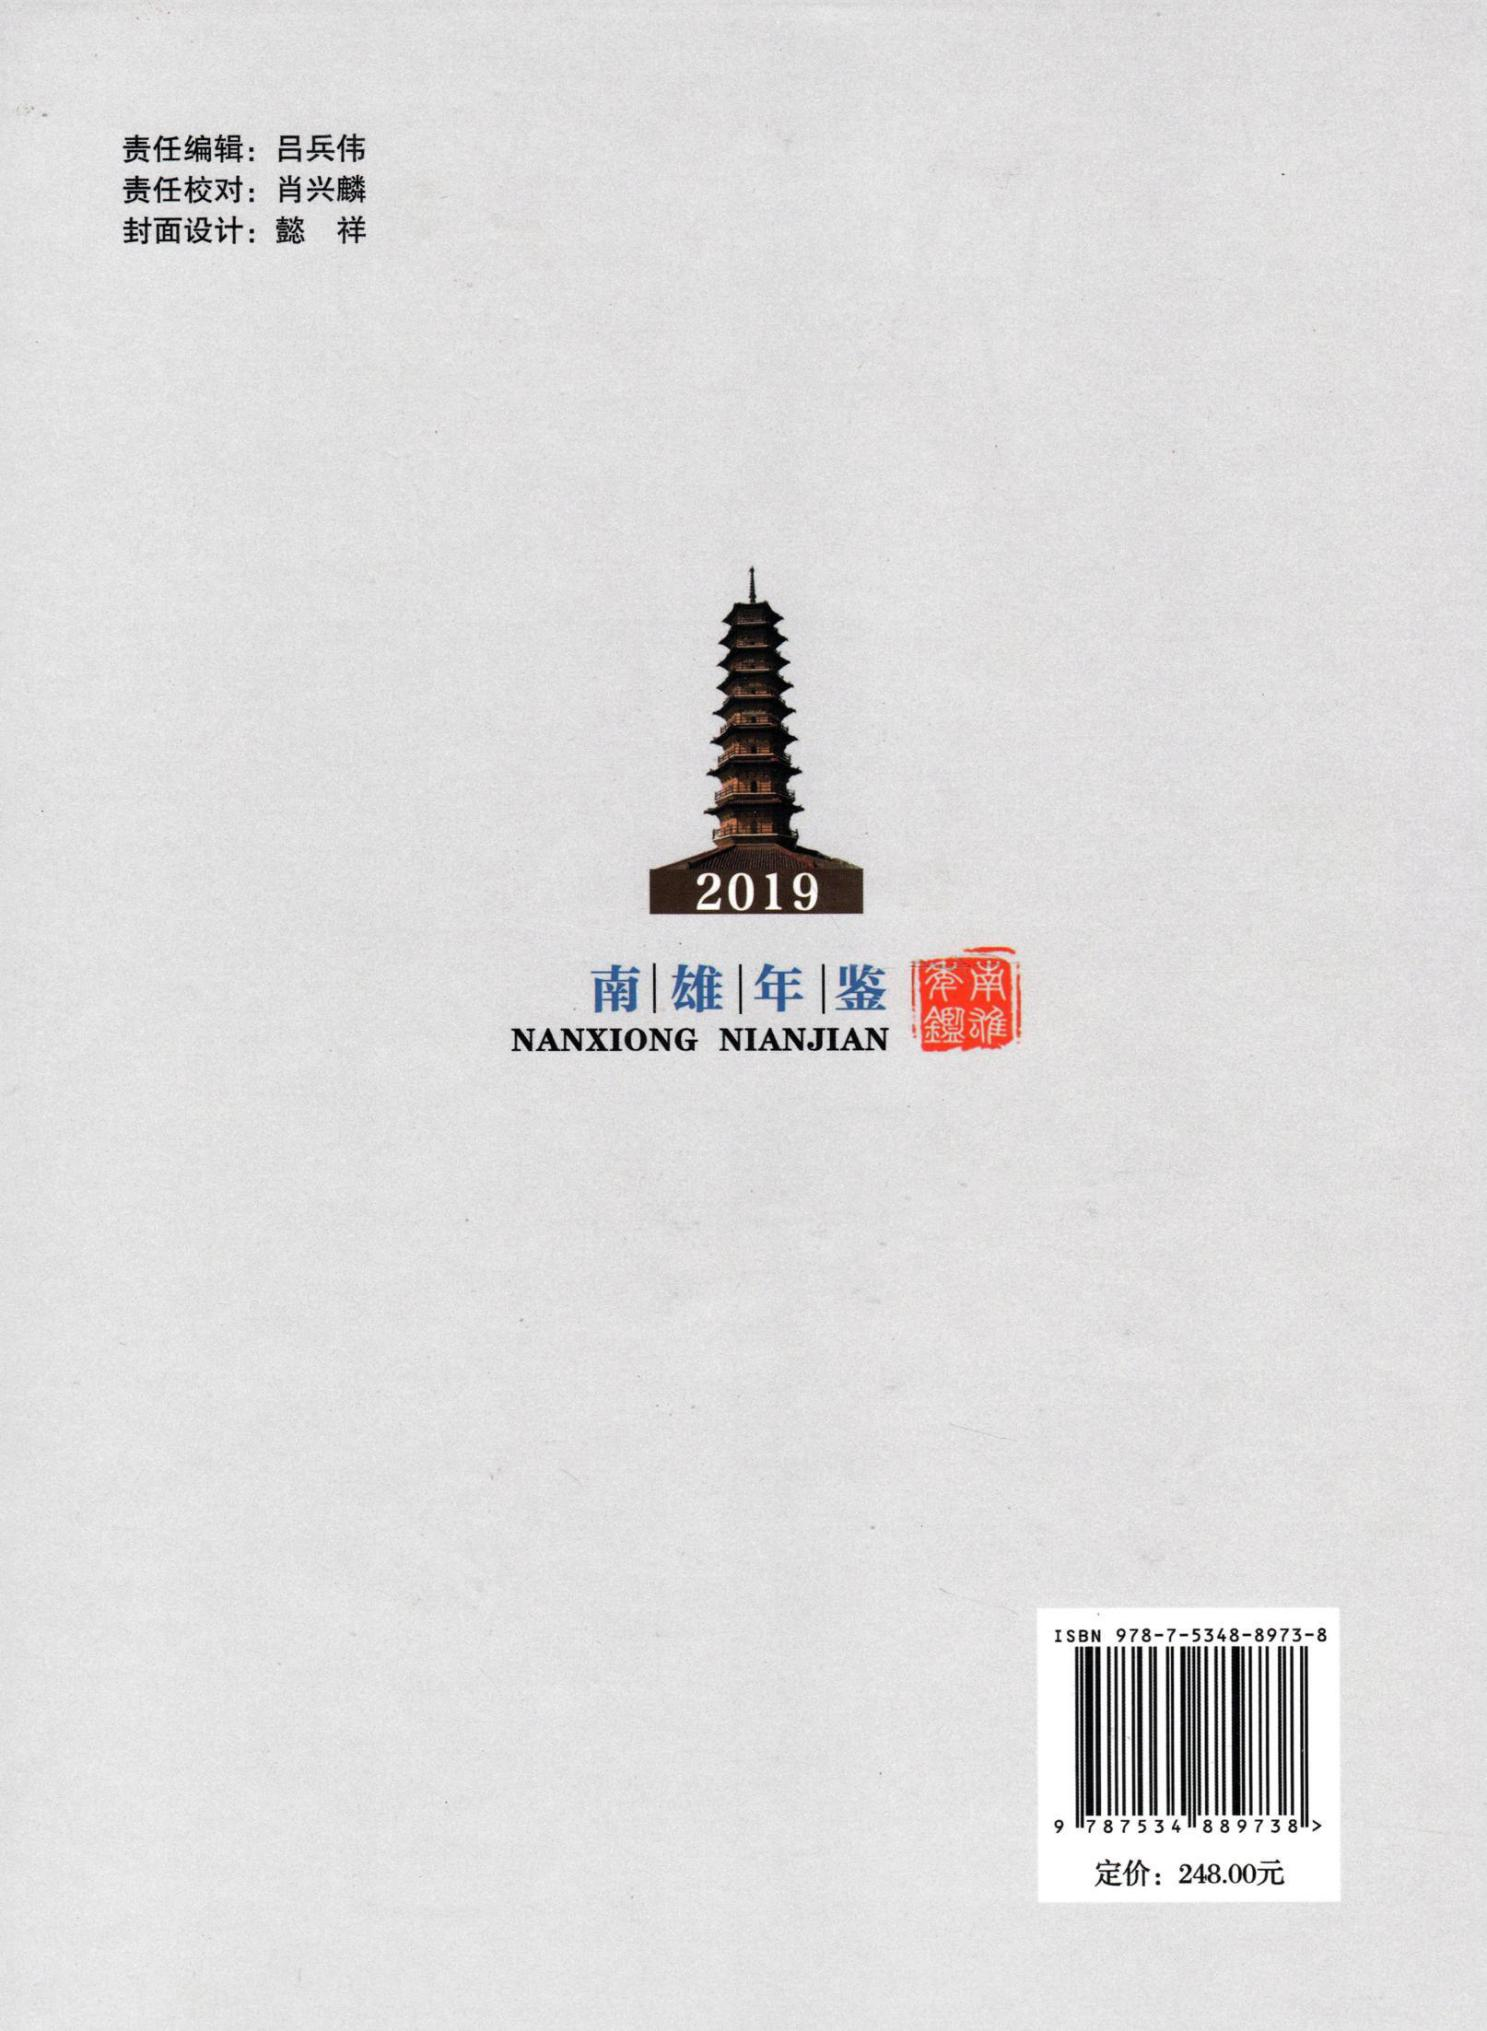 责任编辑：吕兵伟
责任校对：肖兴麟
封面设计：懿　祥
2019
南|雄|年|鉴
NANXIONG NIANJIAN
南雄
年鑑
ISBN 978-7-5348-8973-8
9 787534 889738 >
定价：248.00元